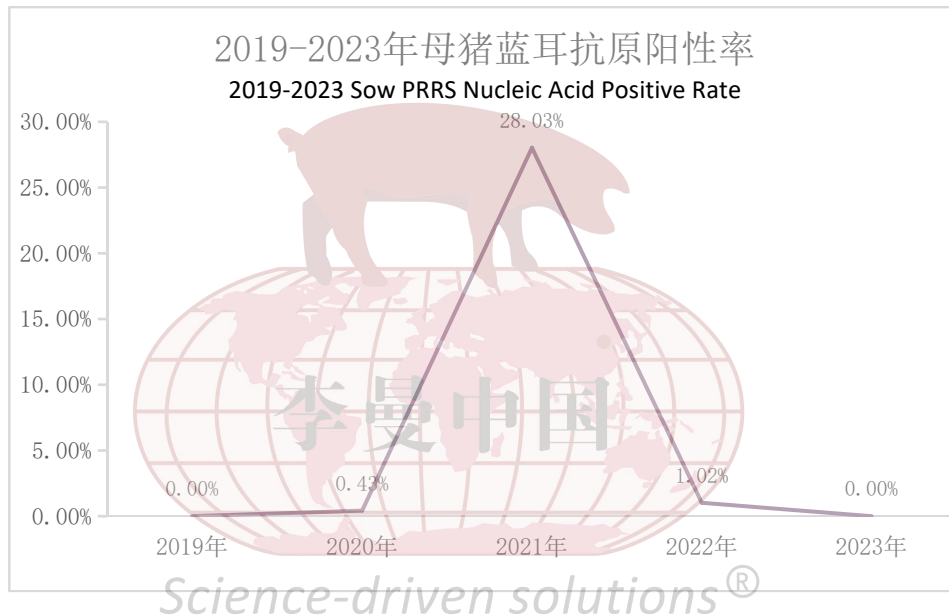 2019-2023年母猪蓝耳抗原阳性率
2019-2023 Sow PRRS Nucleic Acid Positive Rate
30.00%
28.03%
25.00%
20.00%
15.00%
10.00%
李曼中国
5.00%
0.00%
0.43%
1.02%
0.00%
0.00%
2019年
2020年
2021年
2022年
2023年
Science-driven solutions®